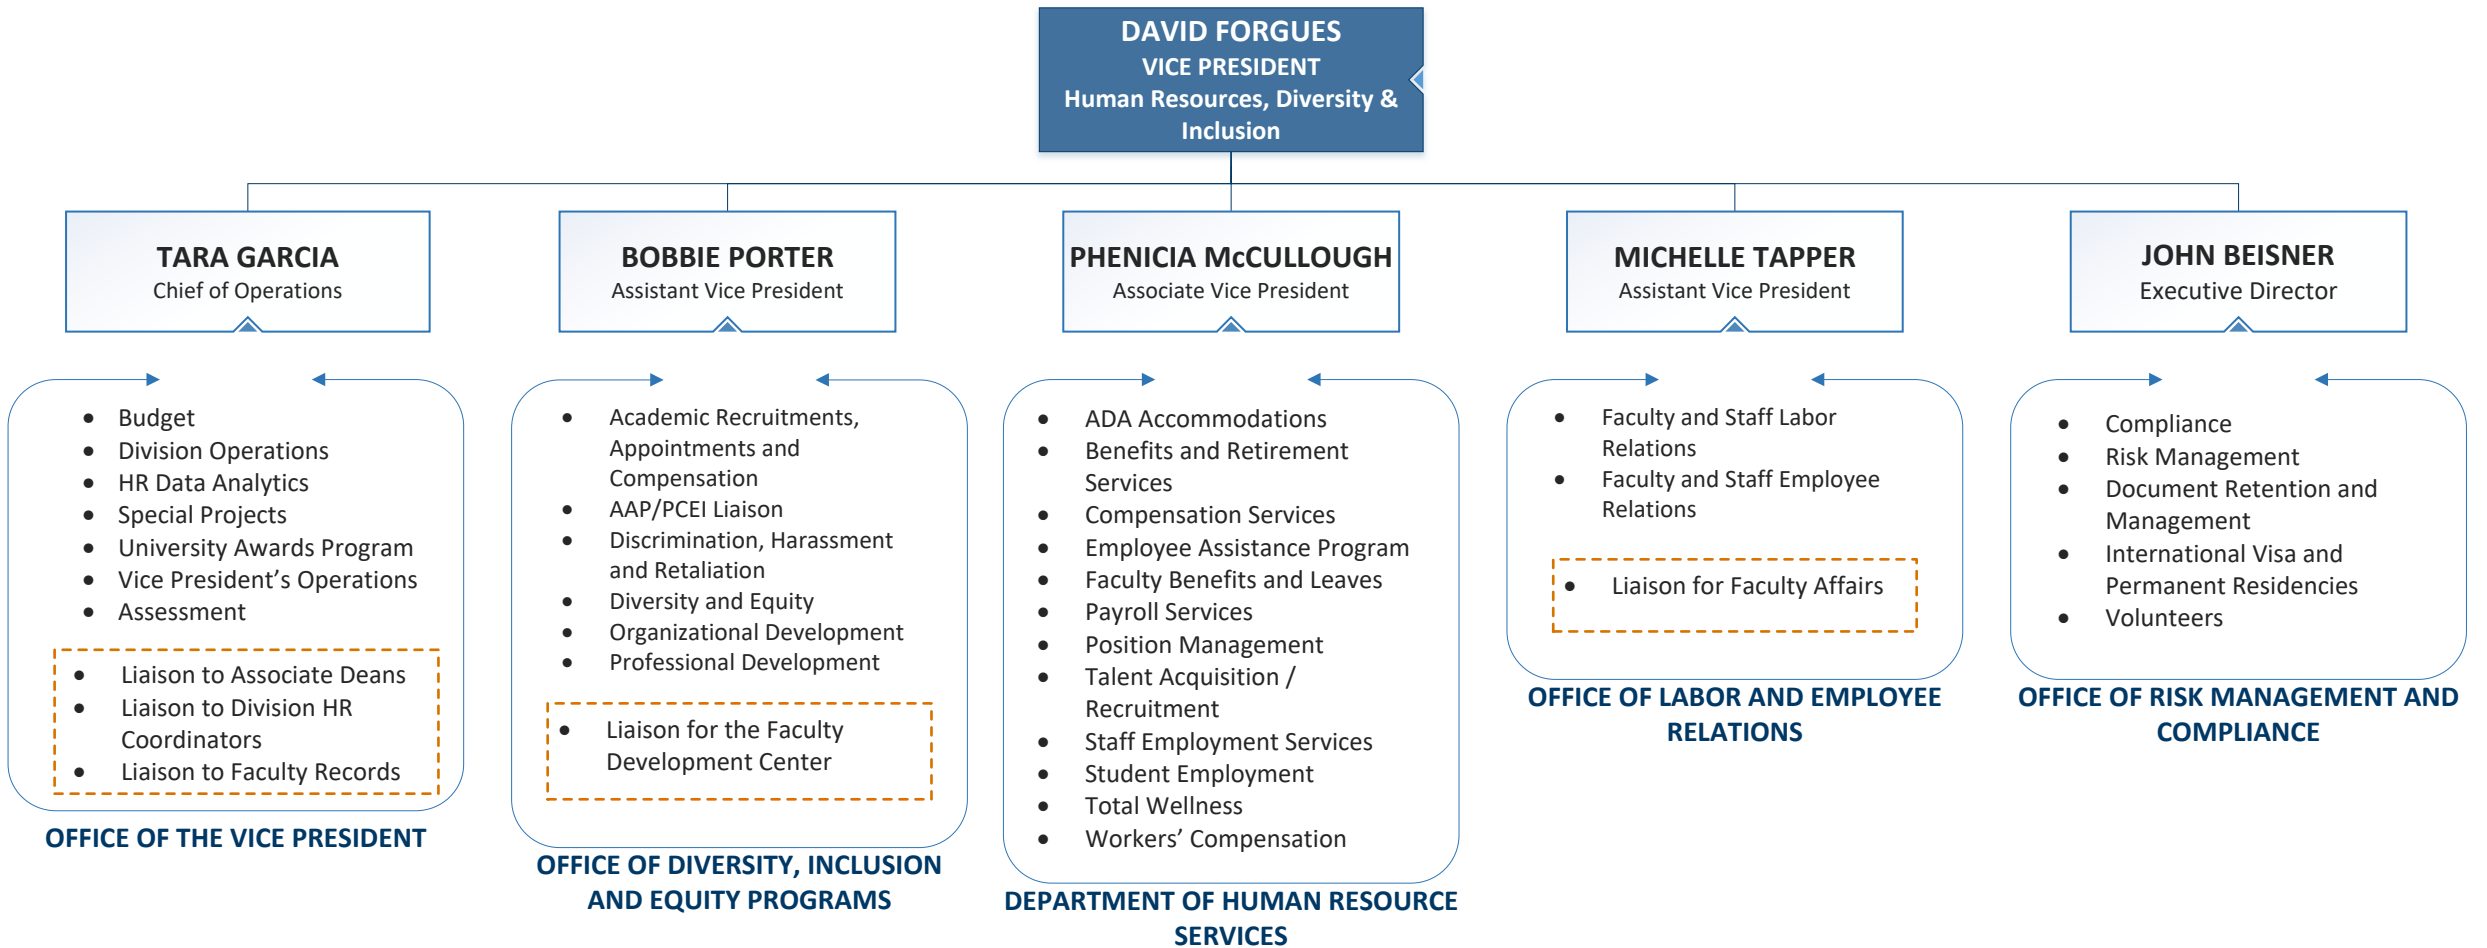 DAVID FORGUES
VICE PRESIDENT
Human Resources, Diversity &
Inclusion
TARA GARCIA
Chief of Operations
• Budget
• Division Operations
• HR Data Analytics
• Special Projects
• University Awards Program
• Vice President’s Operations
• Assessment
• Liaison to Associate Deans
• Liaison to Division HR
Coordinators
• Liaison to Faculty Records
OFFICE OF THE VICE PRESIDENT
BOBBIE PORTER
Assistant Vice President
• Academic Recruitments,
Appointments and
Compensation
• AAP/PCEI Liaison
• Discrimination, Harassment
and Retaliation
• Diversity and Equity
• Organizational Development
• Professional Development
• Liaison for the Faculty
Development Center
OFFICE OF DIVERSITY, INCLUSION
AND EQUITY PROGRAMS
PHENICIA McCULLOUGH
Associate Vice President
• ADA Accommodations
• Benefits and Retirement
Services
• Compensation Services
• Employee Assistance Program
• Faculty Benefits and Leaves
• Payroll Services
• Position Management
• Talent Acquisition /
Recruitment
• Staff Employment Services
• Student Employment
• Total Wellness
• Workers’ Compensation
DEPARTMENT OF HUMAN RESOURCE
SERVICES
MICHELLE TAPPER
Assistant Vice President
• Faculty and Staff Labor
Relations
• Faculty and Staff Employee
Relations
• Liaison for Faculty Affairs
OFFICE OF LABOR AND EMPLOYEE
RELATIONS
JOHN BEISNER
Executive Director
• Compliance
• Risk Management
• Document Retention and
Management
• International Visa and
Permanent Residencies
• Volunteers
OFFICE OF RISK MANAGEMENT AND
COMPLIANCE